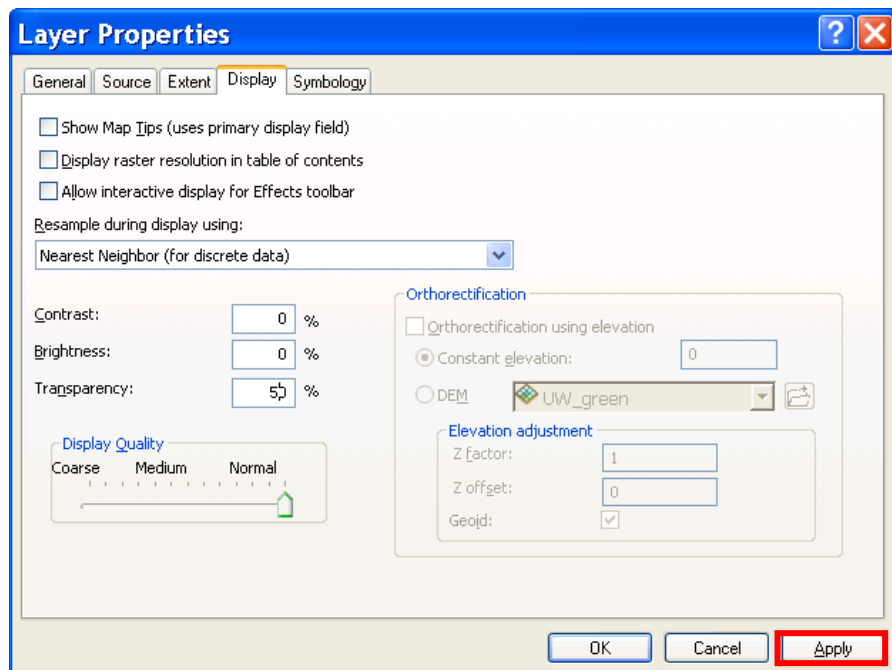 Layer Properties
General Source Extent Display Symbology
Show Map Tips (uses primary display field)
Display raster resolution in table of contents
Allow interactive display for Effects toolbar
Resample during display using:
Nearest Neighbor (for discrete data)
Contrast: 0 %
Brightness: 0 %
Transparency: %
Display Quality
Coarse Medium Normal
Orthorectification
Orthorectification using elevation
Constant elevation: 0
DEM UW_green
Elevation adjustment
Z factor: 1
Z offset: 0
Geoid:
OK Cancel Apply